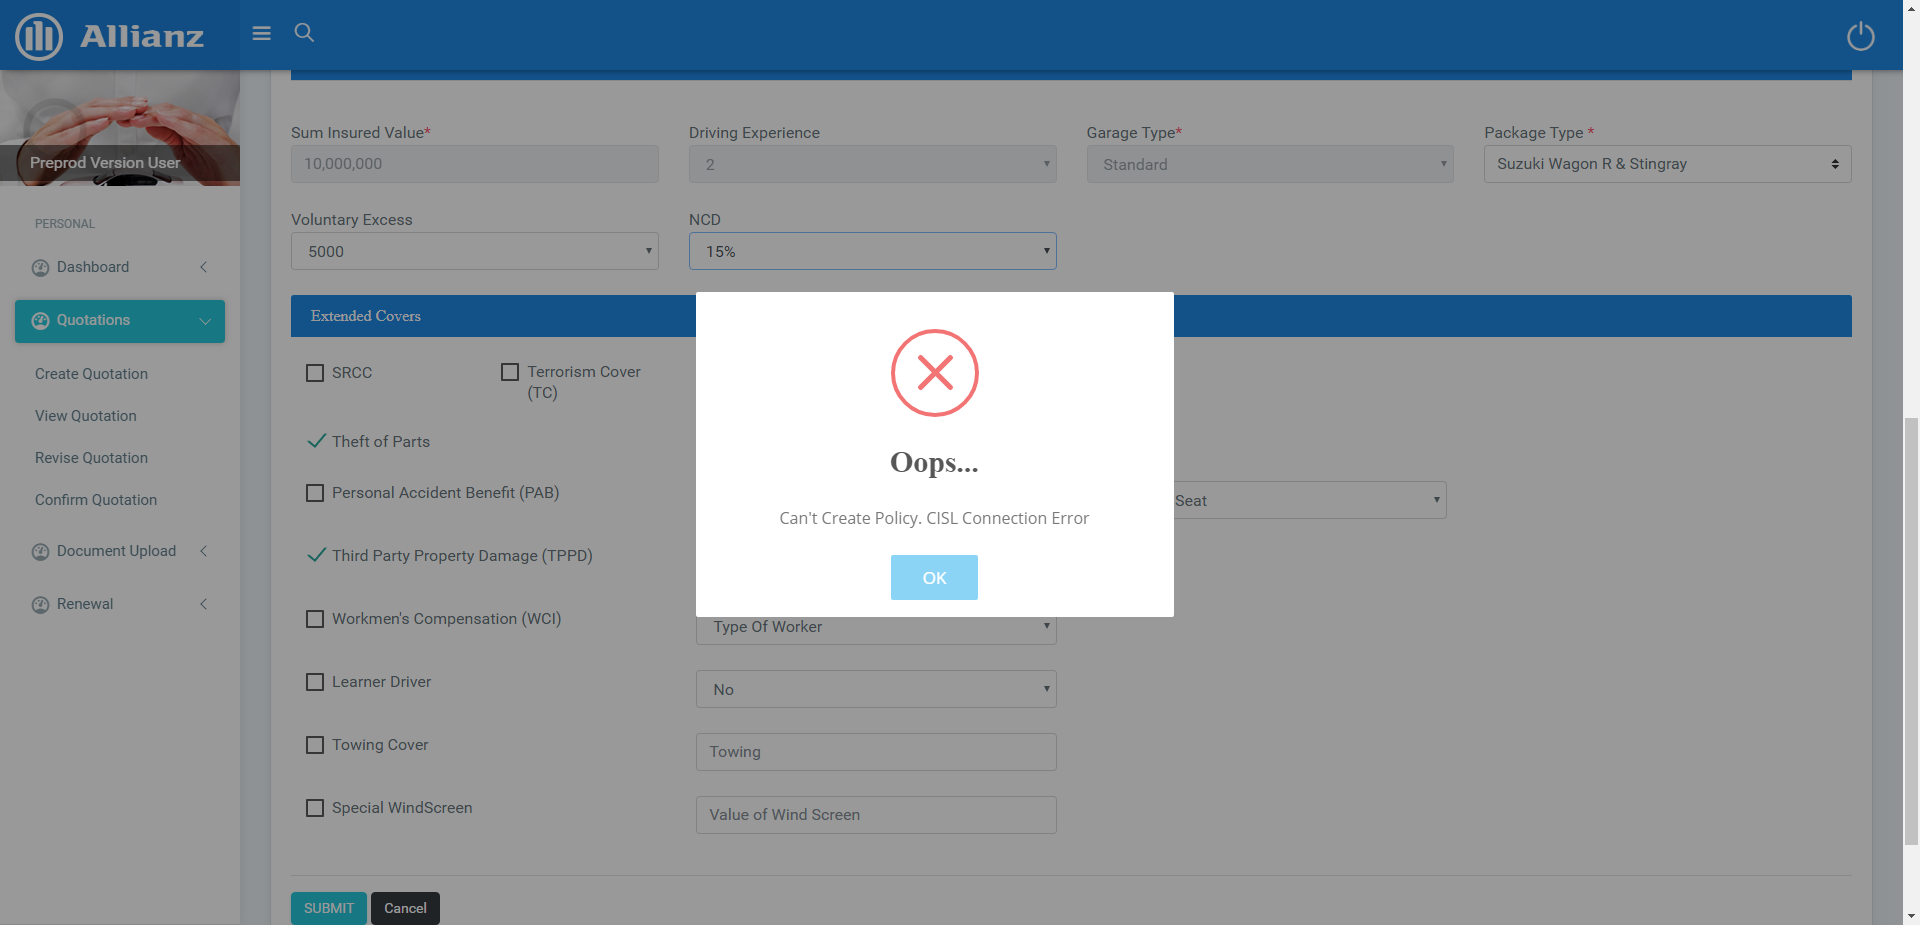 Allianz
Preprod Version User
PERSONAL
Dashboard
Quotations
Create Quotation
View Quotation
Revise Quotation
Confirm Quotation
Document Upload
Renewal
Sum Insured Value*
Driving Experience
Garage Type*
Package Type *
10,000,000
2
Standard
Suzuki Wagon R & Stingray
Voluntary Excess
NCD
5000
15%
Extended Covers
SRCC
Terrorism Cover
(TC)
Theft of Parts
Personal Accident Benefit (PAB)
Seat
Third Party Property Damage (TPPD)
Workmen's Compensation (WCI)
Type Of Worker
Learner Driver
No
Towing Cover
Towing
Special WindScreen
Value of Wind Screen
SUBMIT
Cancel
Oops...
Can't Create Policy. CISL Connection Error
OK